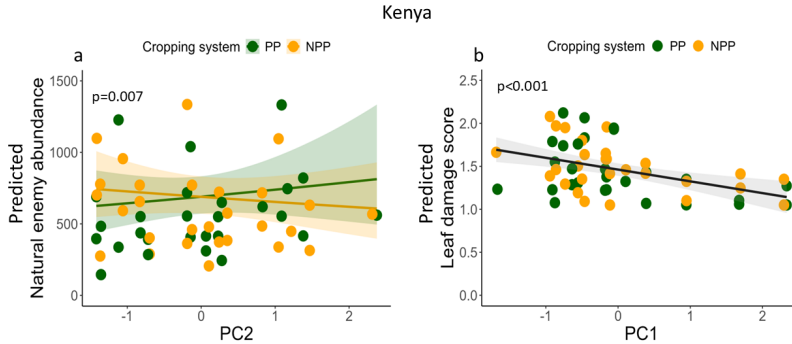 Kenya
a
Cropping system PP NPP
p=0.007
Predicted
Natural enemy abundance
1500
1000
500
0
-1 0 1 2
PC2
b
Cropping system PP NPP
p<0.001
Predicted
Leaf damage score
2.5
2.0
1.5
1.0
0.5
0.0
-1 0 1 2
PC1